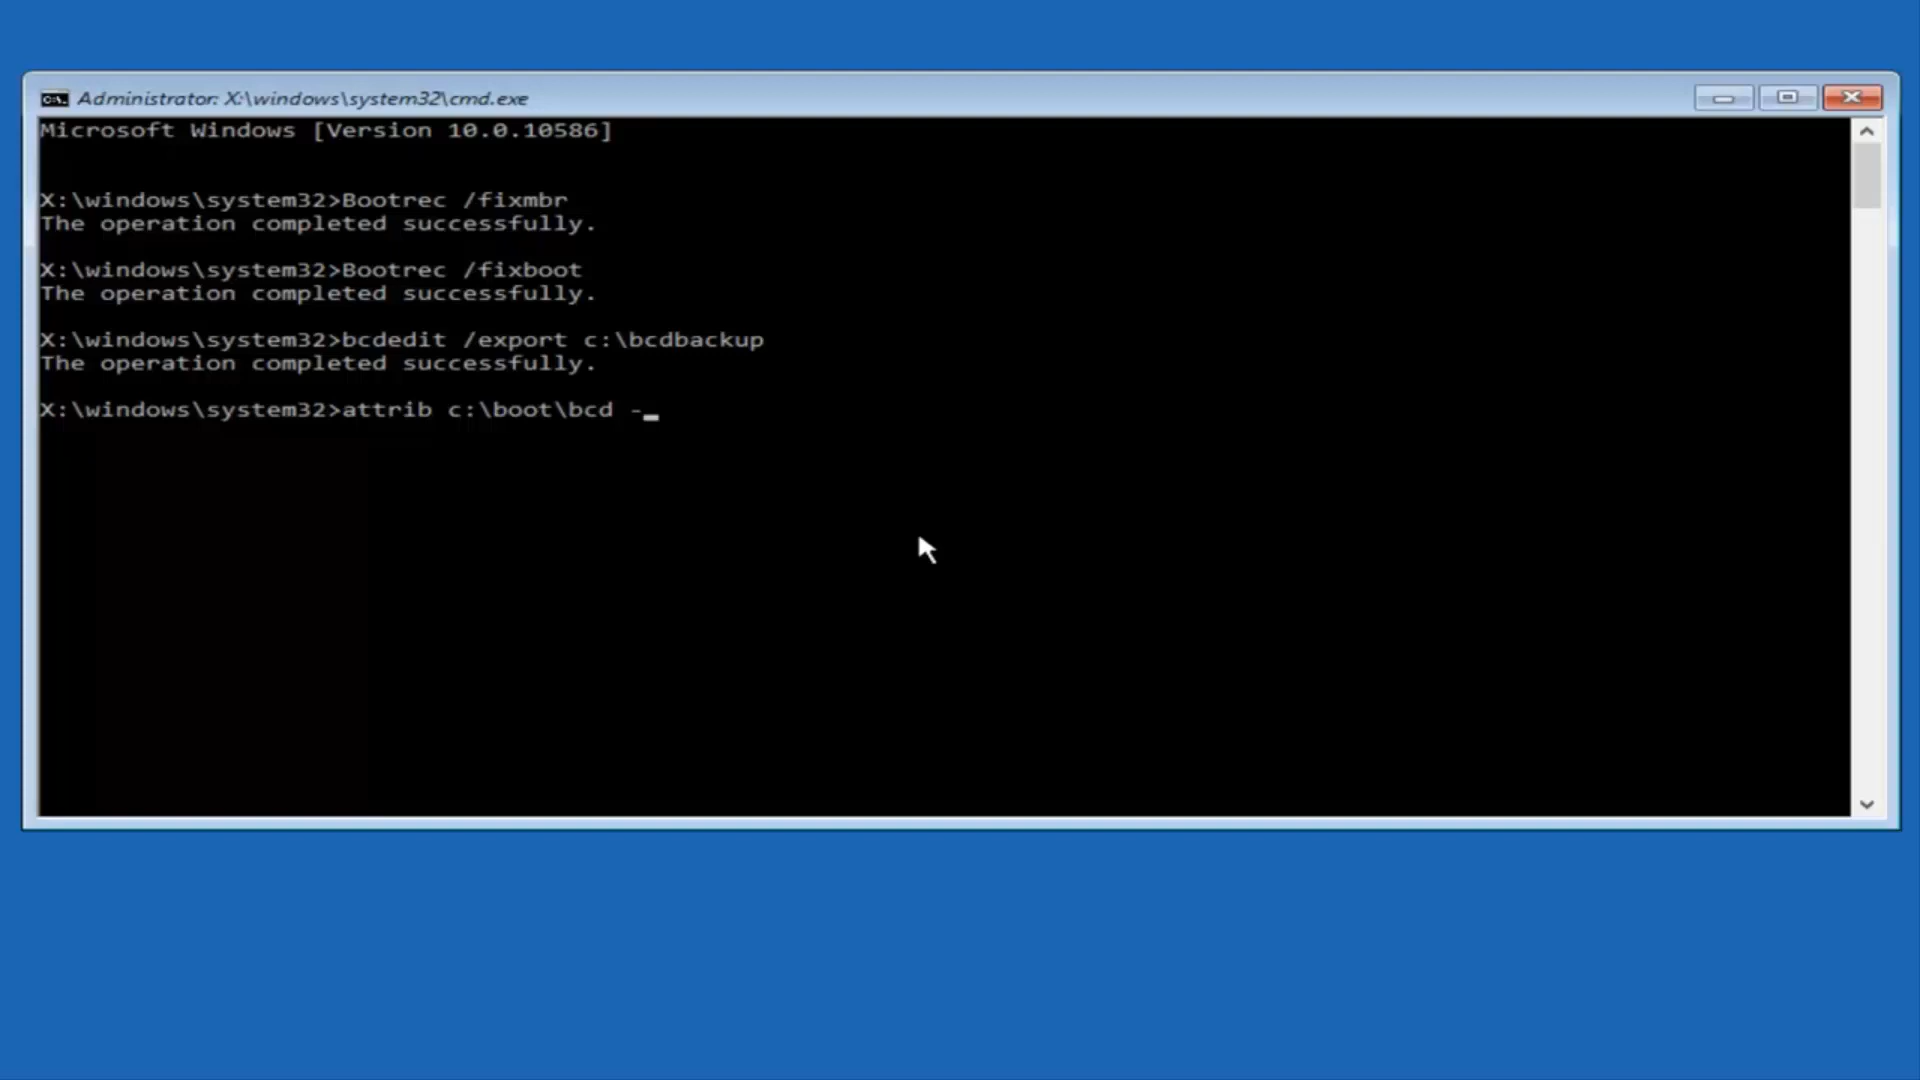 Administrator: X:\windows\system32\cmd.exe
Microsoft Windows [Version 10.0.10586]
X:\windows\system32>Bootrec /fixmbr
The operation completed successfully.
X:\windows\system32>Bootrec /fixboot
The operation completed successfully.
X:\windows\system32>bcdedit /export c:\bcdbackup
The operation completed successfully.
X:\windows\system32>attrib c:\boot\bcd -